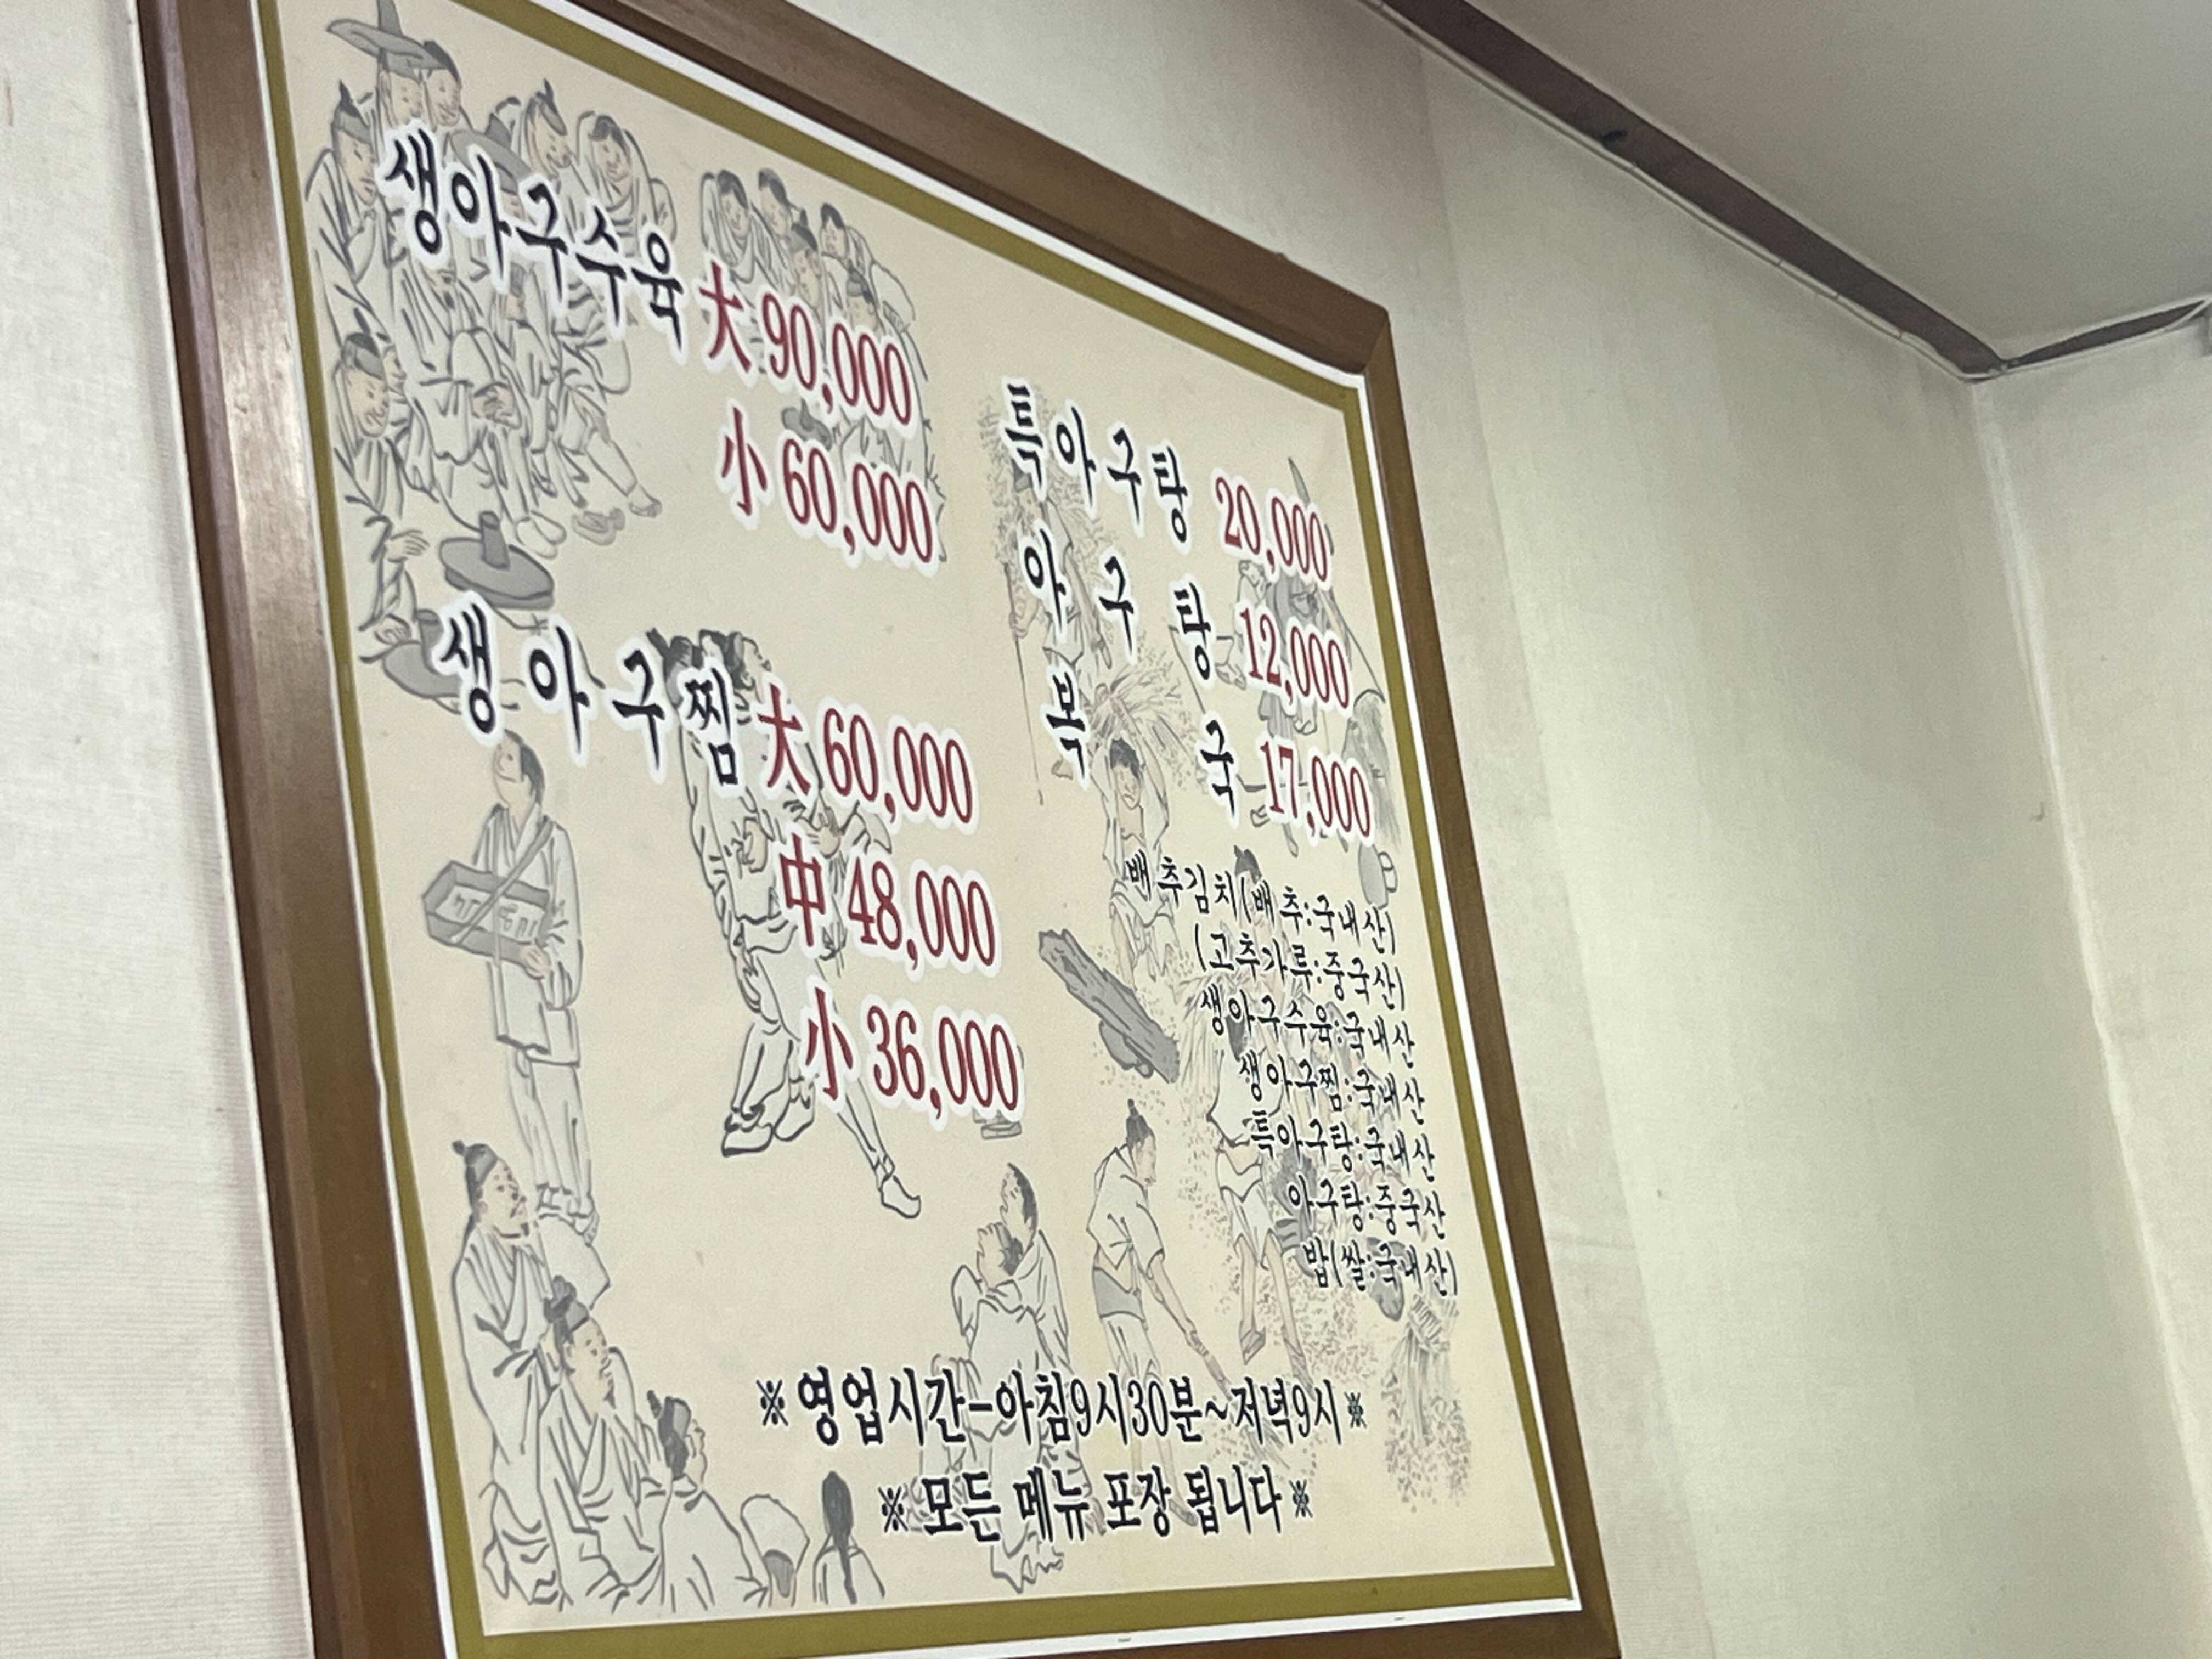 생아구수육 大 90,000
小 60,000
생아구찜 大 60,000
中 48,000
小 36,000
특아구탕 20,000
아구탕 12,000
복국 17,000
배추김치(배추:국내산)
(고추가루:중국산)
생아구수육:국내산
생아구찜:국내산
특아구탕:국내산
아구탕:중국산
밥(쌀:국내산)
※영업시간-아침9시30분~저녁9시※
※모든 메뉴 포장 됩니다※